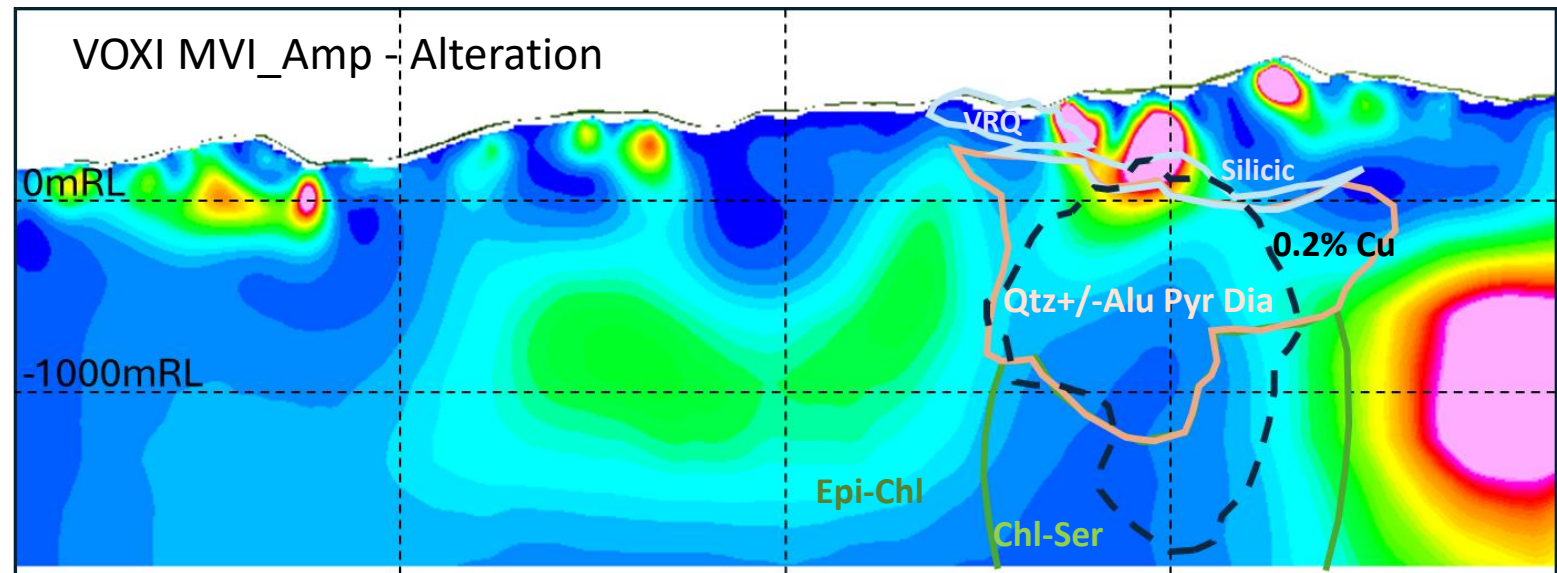 VOXI MVI_Amp - Alteration
VRQ
Silicic
0mRL
0.2% Cu
Qtz+/-Alu Pyr Dia
-1000mRL
Epi-Chl
Chl-Ser